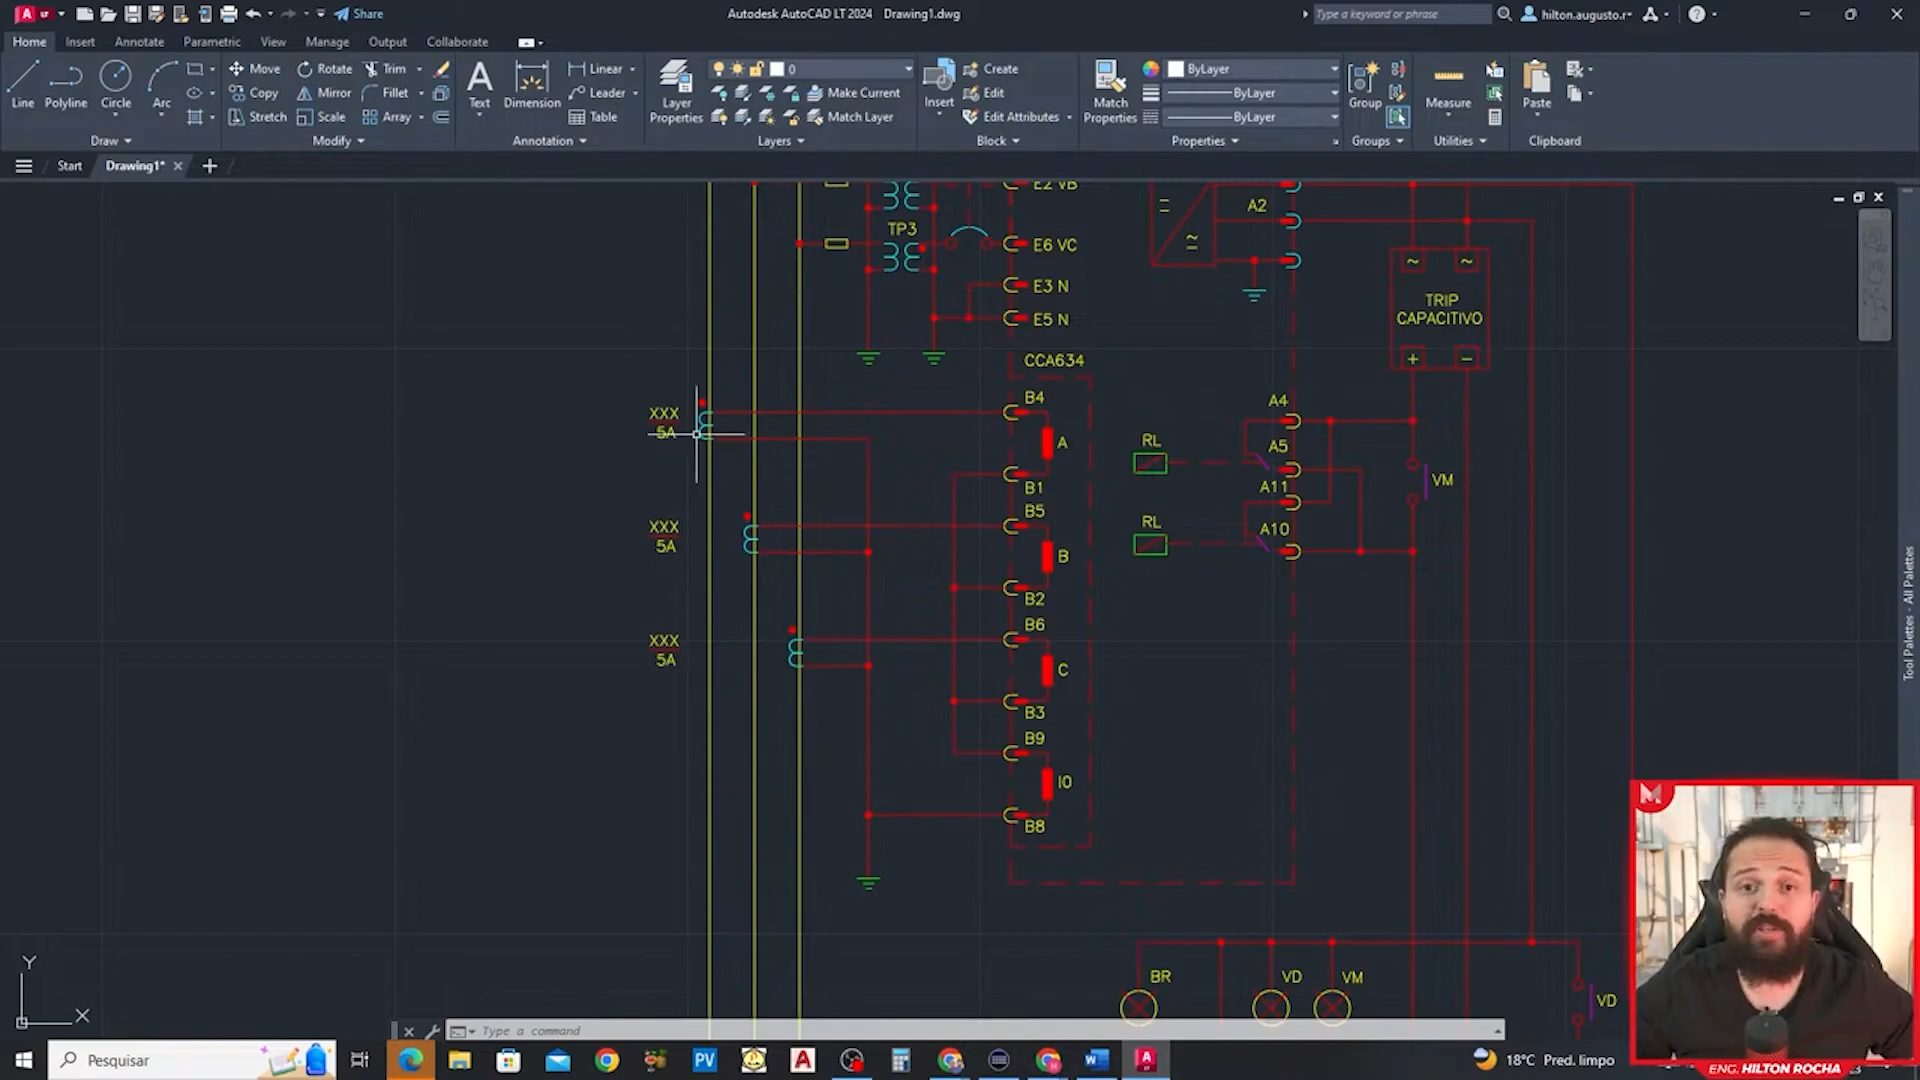 Share
Autodesk AutoCAD LT 2024 Drawing1.dwg
Type a keyword or phrase
hilton.augusto.r
Home Insert Annotate Parametric View Manage Output Collaborate
Line Polyline Circle Arc
Move Rotate Trim
Copy Mirror Fillet
Stretch Scale Array
Text Dimension
Linear
Leader
Table
Layer Properties
0
Make Current
Match Layer
Insert
Create
Edit
Edit Attributes
Match Properties
ByLayer
ByLayer
ByLayer
Group
Measure
Paste
Draw Modify Annotation Layers Block Properties Groups Utilities Clipboard
Start Drawing1*
E2 VB
TP3
E6 VC
E3 N
E5 N
CCA634
A2
TRIP
CAPACITIVO
+ −
XXX
5A
B4
A
B1
B5
XXX
5A
B
B2
B6
XXX
5A
C
B3
B9
I0
B8
RL
RL
A4
A5
A11
A10
VM
BR VD VM
VD
Y
X
Type a command
Tool Palettes - All Palettes
Pesquisar
PV
18°C Pred. limpo
ENG. HILTON ROCHA